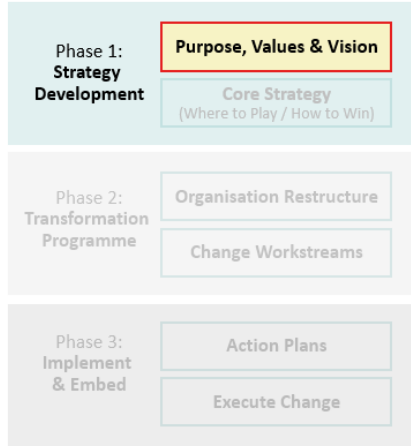 Phase 1:
Strategy
Development
Purpose, Values & Vision
Core Strategy
(Where to Play / How to Win)
Phase 2:
Transformation
Programme
Organisation Restructure
Change Workstreams
Phase 3:
Implement
& Embed
Action Plans
Execute Change